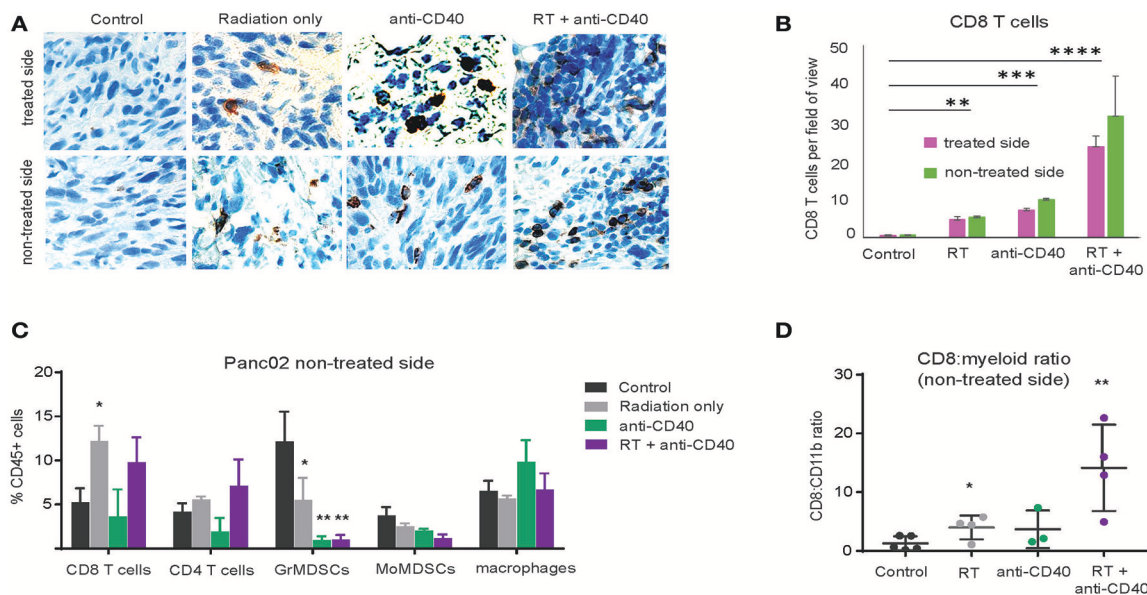 A
Control
Radiation only
anti-CD40
RT + anti-CD40
treated side
non-treated side
B
CD8 T cells
CD8 T cells per field of view
50
40
30
20
10
0
**
***
****
treated side
non-treated side
Control
RT
anti-CD40
RT +
anti-CD40
C
Panc02 non-treated side
% CD45+ cells
20
15
10
5
*
*
**
**
Control
Radiation only
anti-CD40
RT + anti-CD40
CD8 T cells
CD4 T cells
GrMDSCs
MoMDSCs
macrophages
D
CD8:myeloid ratio
(non-treated side)
CD8:CD11b ratio
30
20
10
0
*
**
Control
RT
anti-CD40
RT +
anti-CD40